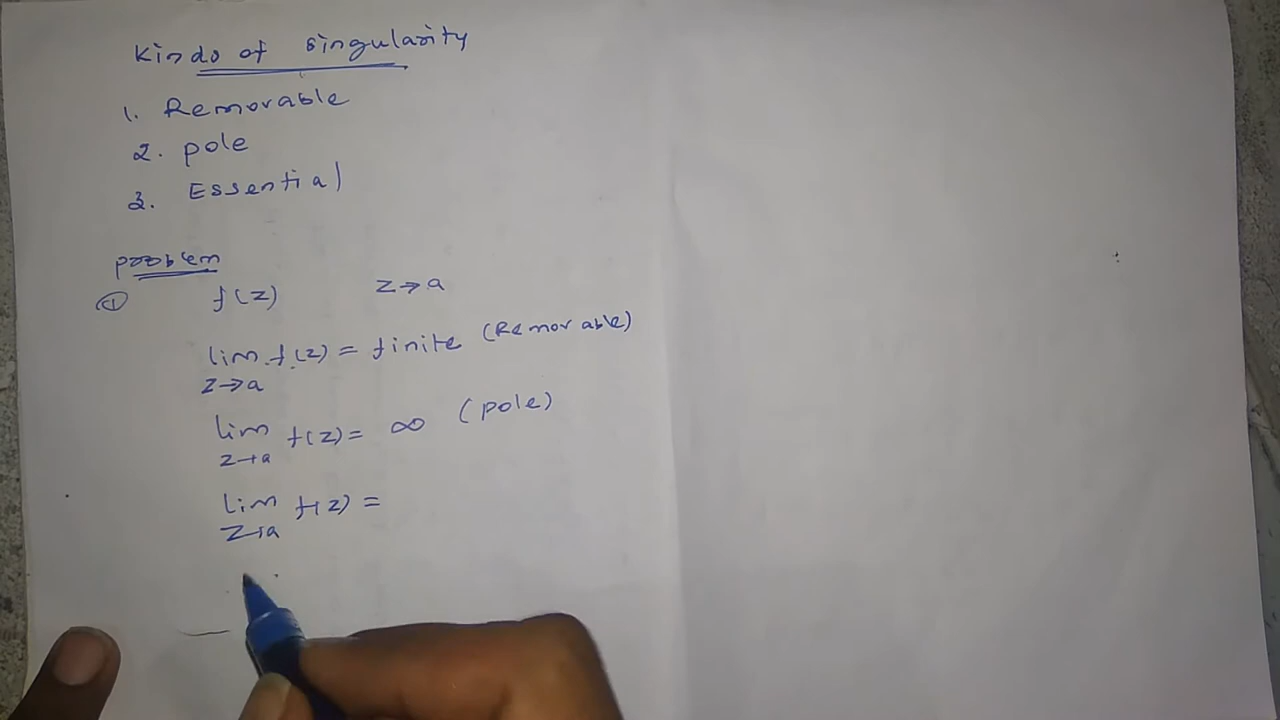 Kinds of singularity
1. Removable
2. pole
3. Essential
problem
① f(z) z→a
lim f(z) = finite (Removable)
z→a
lim f(z) = ∞ (pole)
z→a
lim f(z) =
z→a